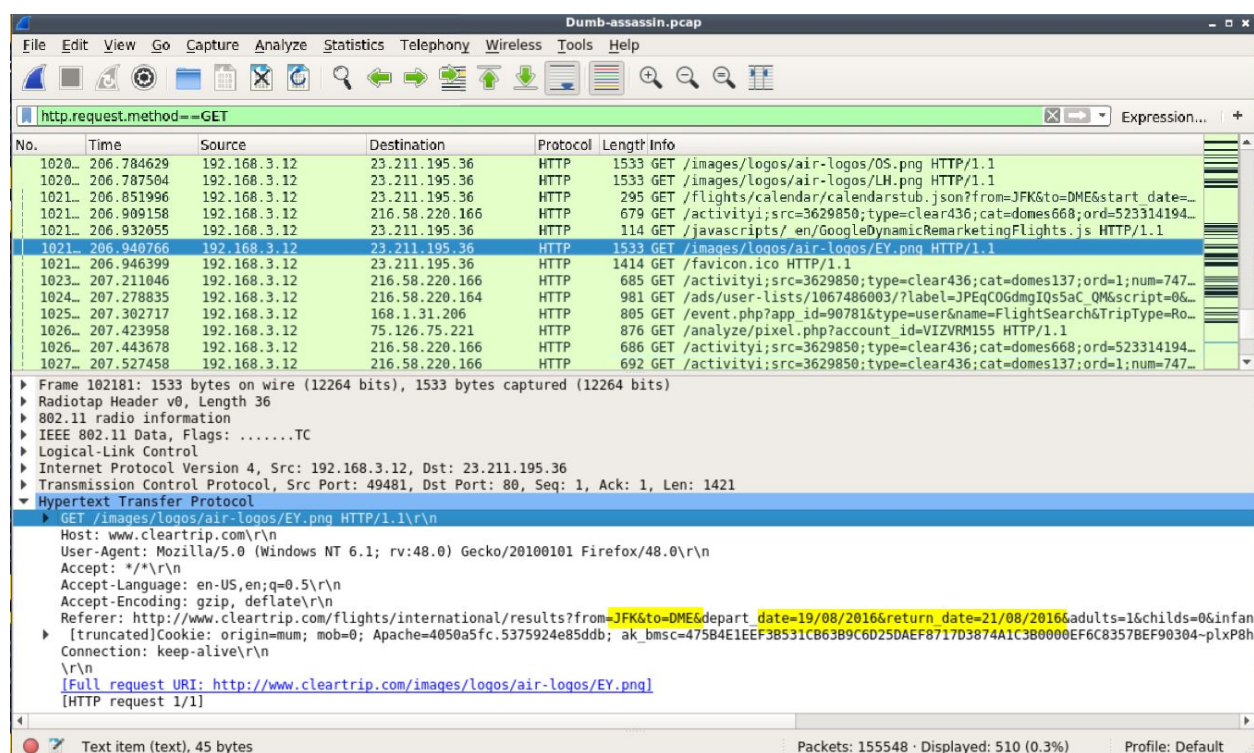 Dumb-assassin.pcap
File Edit View Go Capture Analyze Statistics Telephony Wireless Tools Help
http.request.method==GET Expression... +
No. Time Source Destination Protocol Length Info
1020… 206.784629 192.168.3.12 23.211.195.36 HTTP 1533 GET /images/logos/air-logos/OS.png HTTP/1.1
1020… 206.787504 192.168.3.12 23.211.195.36 HTTP 1533 GET /images/logos/air-logos/LH.png HTTP/1.1
1021… 206.851996 192.168.3.12 23.211.195.36 HTTP 295 GET /flights/calendar/calendarstub.json?from=JFK&to=DME&start_date=…
1021… 206.909158 192.168.3.12 216.58.220.166 HTTP 679 GET /activityi;src=3629850;type=clear436;cat=domes668;ord=523314194…
1021… 206.932055 192.168.3.12 23.211.195.36 HTTP 114 GET /javascripts/_en/GoogleDynamicRemarketingFlights.js HTTP/1.1
1021… 206.940766 192.168.3.12 23.211.195.36 HTTP 1533 GET /images/logos/air-logos/EY.png HTTP/1.1
1021… 206.946399 192.168.3.12 23.211.195.36 HTTP 1414 GET /favicon.ico HTTP/1.1
1023… 207.211046 192.168.3.12 216.58.220.166 HTTP 685 GET /activityi;src=3629850;type=clear436;cat=domes137;ord=1;num=747…
1024… 207.278835 192.168.3.12 216.58.220.164 HTTP 981 GET /ads/user-lists/1067486003/?label=JPEqCOGdmgIQs5aC_QM&script=0&…
1025… 207.302717 192.168.3.12 168.1.31.206 HTTP 805 GET /event.php?app_id=90781&type=user&name=FlightSearch&TripType=Ro…
1026… 207.423958 192.168.3.12 75.126.75.221 HTTP 876 GET /analyze/pixel.php?account_id=VIZVRM155 HTTP/1.1
1026… 207.443678 192.168.3.12 216.58.220.166 HTTP 686 GET /activityi;src=3629850;type=clear436;cat=domes668;ord=523314194…
1027… 207.527458 192.168.3.12 216.58.220.166 HTTP 692 GET /activityi;src=3629850;type=clear436;cat=domes137;ord=1;num=747…
Frame 102181: 1533 bytes on wire (12264 bits), 1533 bytes captured (12264 bits)
Radiotap Header v0, Length 36
802.11 radio information
IEEE 802.11 Data, Flags: .......TC
Logical-Link Control
Internet Protocol Version 4, Src: 192.168.3.12, Dst: 23.211.195.36
Transmission Control Protocol, Src Port: 49481, Dst Port: 80, Seq: 1, Ack: 1, Len: 1421
Hypertext Transfer Protocol
GET /images/logos/air-logos/EY.png HTTP/1.1\r\n
Host: www.cleartrip.com\r\n
User-Agent: Mozilla/5.0 (Windows NT 6.1; rv:48.0) Gecko/20100101 Firefox/48.0\r\n
Accept: */*\r\n
Accept-Language: en-US,en;q=0.5\r\n
Accept-Encoding: gzip, deflate\r\n
Referer: http://www.cleartrip.com/flights/international/results?from=JFK&to=DME&depart_date=19/08/2016&return_date=21/08/2016&adults=1&childs=0&infan
[truncated]Cookie: origin=mum; mob=0; Apache=4050a5fc.5375924e85ddb; ak_bmsc=475B4E1EEF3B531CB63B9C6D25DAEF8717D3874A1C3B0000EF6C8357BEF90304~plxP8h
Connection: keep-alive\r\n
\r\n
[Full request URI: http://www.cleartrip.com/images/logos/air-logos/EY.png]
[HTTP request 1/1]
Text item (text), 45 bytes Packets: 155548 · Displayed: 510 (0.3%) Profile: Default